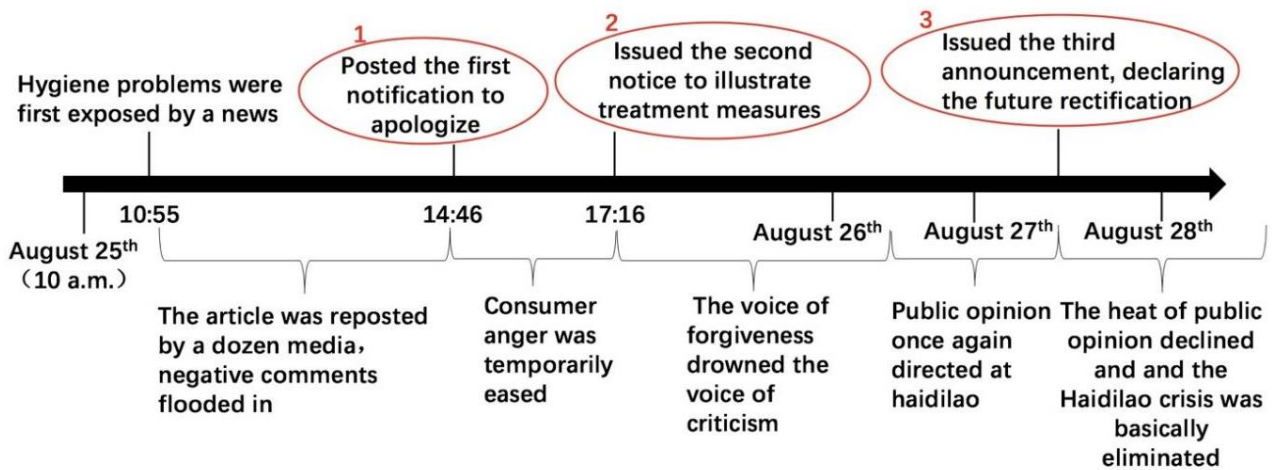 1
2
3
Hygiene problems were
first exposed by a news
Posted the first
notification to
apologize
Issued the second
notice to illustrate
treatment measures
Issued the third
announcement, declaring
the future rectification
10:55
14:46
17:16
August 25th
（10 a.m.）
August 26th
August 27th
August 28th
The article was reposted
by a dozen media，
negative comments
flooded in
Consumer
anger was
temporarily
eased
The voice of
forgiveness
drowned the
voice of
criticism
Public opinion
once again
directed at
haidilao
The heat of public
opinion declined
and and the
Haidilao crisis was
basically
eliminated